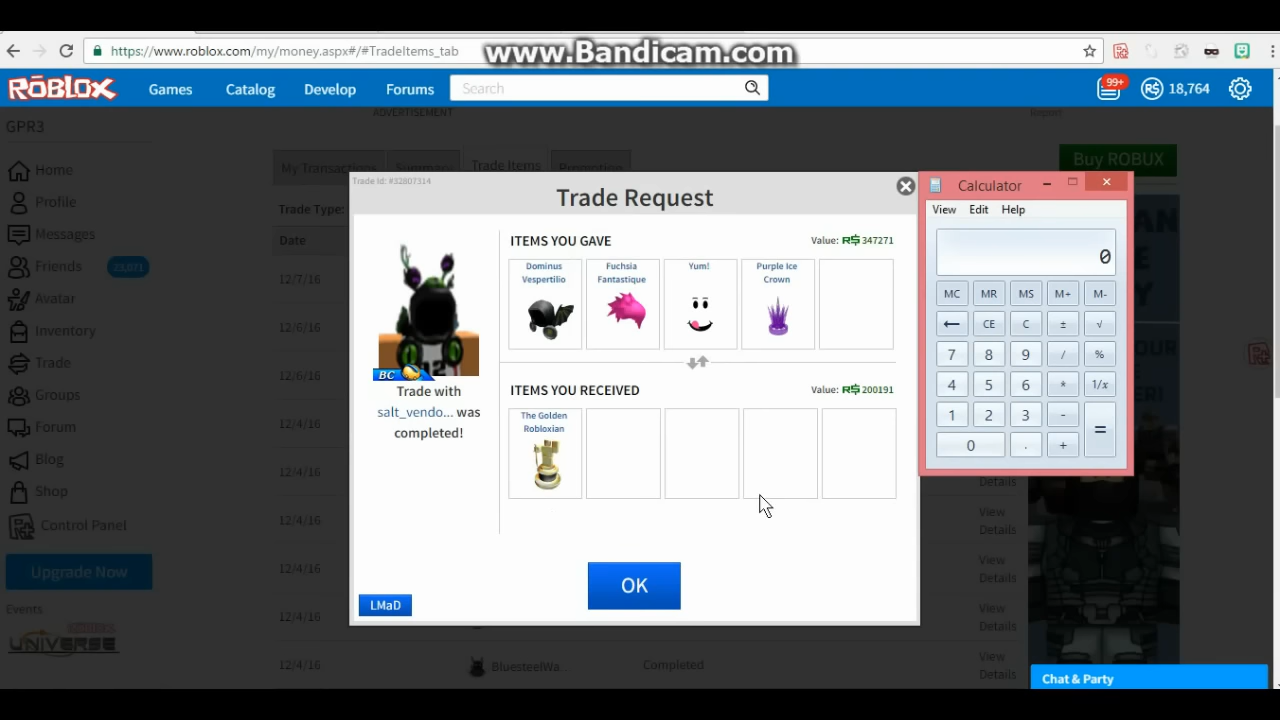 https://www.roblox.com/my/money.aspx#/#TradeItems_tab
www.Bandicam.com
ROBLOX
Games
Catalog
Develop
Forums
Search
99+
R$ 18,764
ADVERTISEMENT
Report
GPR3
Home
Profile
Messages
Friends
23,071
Avatar
Inventory
Trade
Groups
Forum
Blog
Shop
Control Panel
Upgrade Now
Events
UNIVERSE
My Transactions
Summary
Trade Items
Promotion
Buy ROBUX
Trade Type:
Date
12/7/16
12/6/16
12/6/16
12/4/16
12/4/16
12/4/16
12/4/16
12/4/16
12/4/16
BluesteelWa...
Completed
Details
View
Details
View
Details
View
Details
View
Details
Trade Id: #32807314
Trade Request
BC
Trade with
salt_vendo... was
completed!
ITEMS YOU GAVE
Value: R$ 347271
Dominus
Vespertilio
Fuchsia
Fantastique
Yum!
Purple Ice
Crown
ITEMS YOU RECEIVED
Value: R$ 200191
The Golden
Robloxian
OK
LMaD
Calculator
View Edit Help
0
MC MR MS M+ M-
← CE C ± √
7 8 9 / %
4 5 6 * 1/x
1 2 3 - =
0 . +
Chat & Party